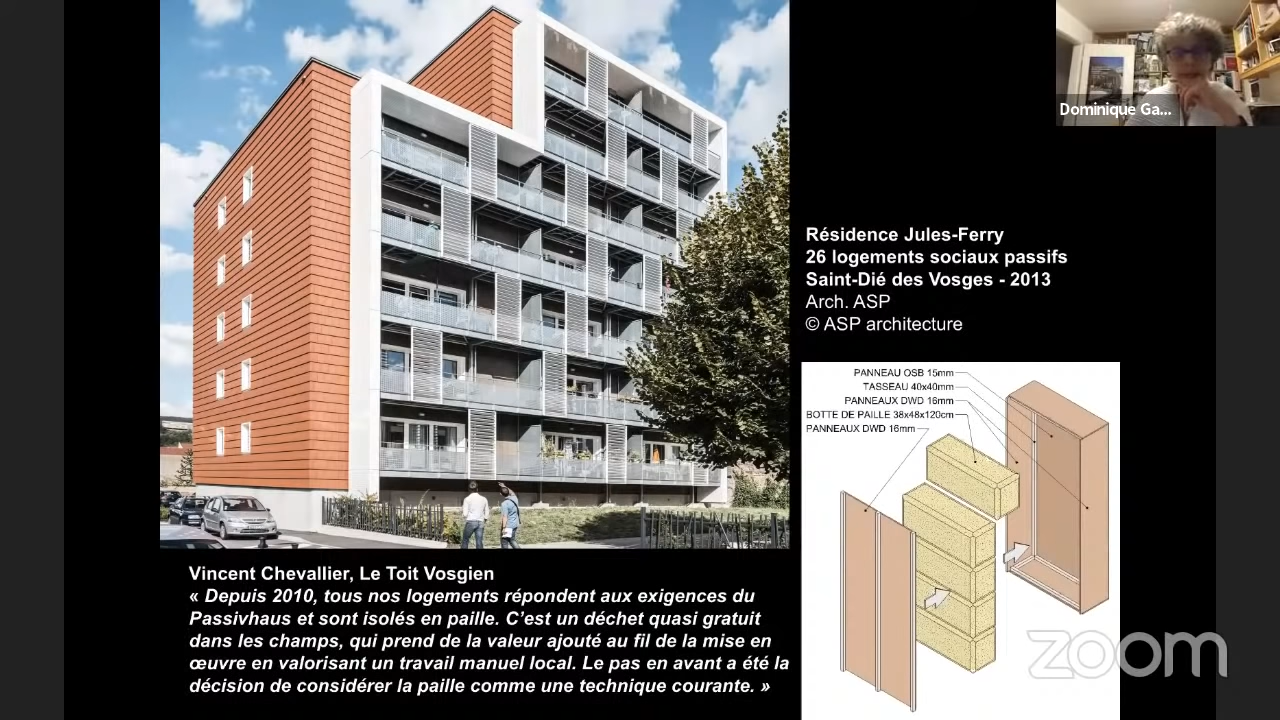 Dominique Ga...
Résidence Jules-Ferry
26 logements sociaux passifs
Saint-Dié des Vosges - 2013
Arch. ASP
© ASP architecture
PANNEAU OSB 15mm
TASSEAU 40x40mm
PANNEAUX DWD 16mm
BOTTE DE PAILLE 38x48x120cm
PANNEAUX DWD 16mm
Vincent Chevallier, Le Toit Vosgien
« Depuis 2010, tous nos logements répondent aux exigences du
Passivhaus et sont isolés en paille. C'est un déchet quasi gratuit
dans les champs, qui prend de la valeur ajouté au fil de la mise en
œuvre en valorisant un travail manuel local. Le pas en avant a été la
décision de considérer la paille comme une technique courante. »
zoom